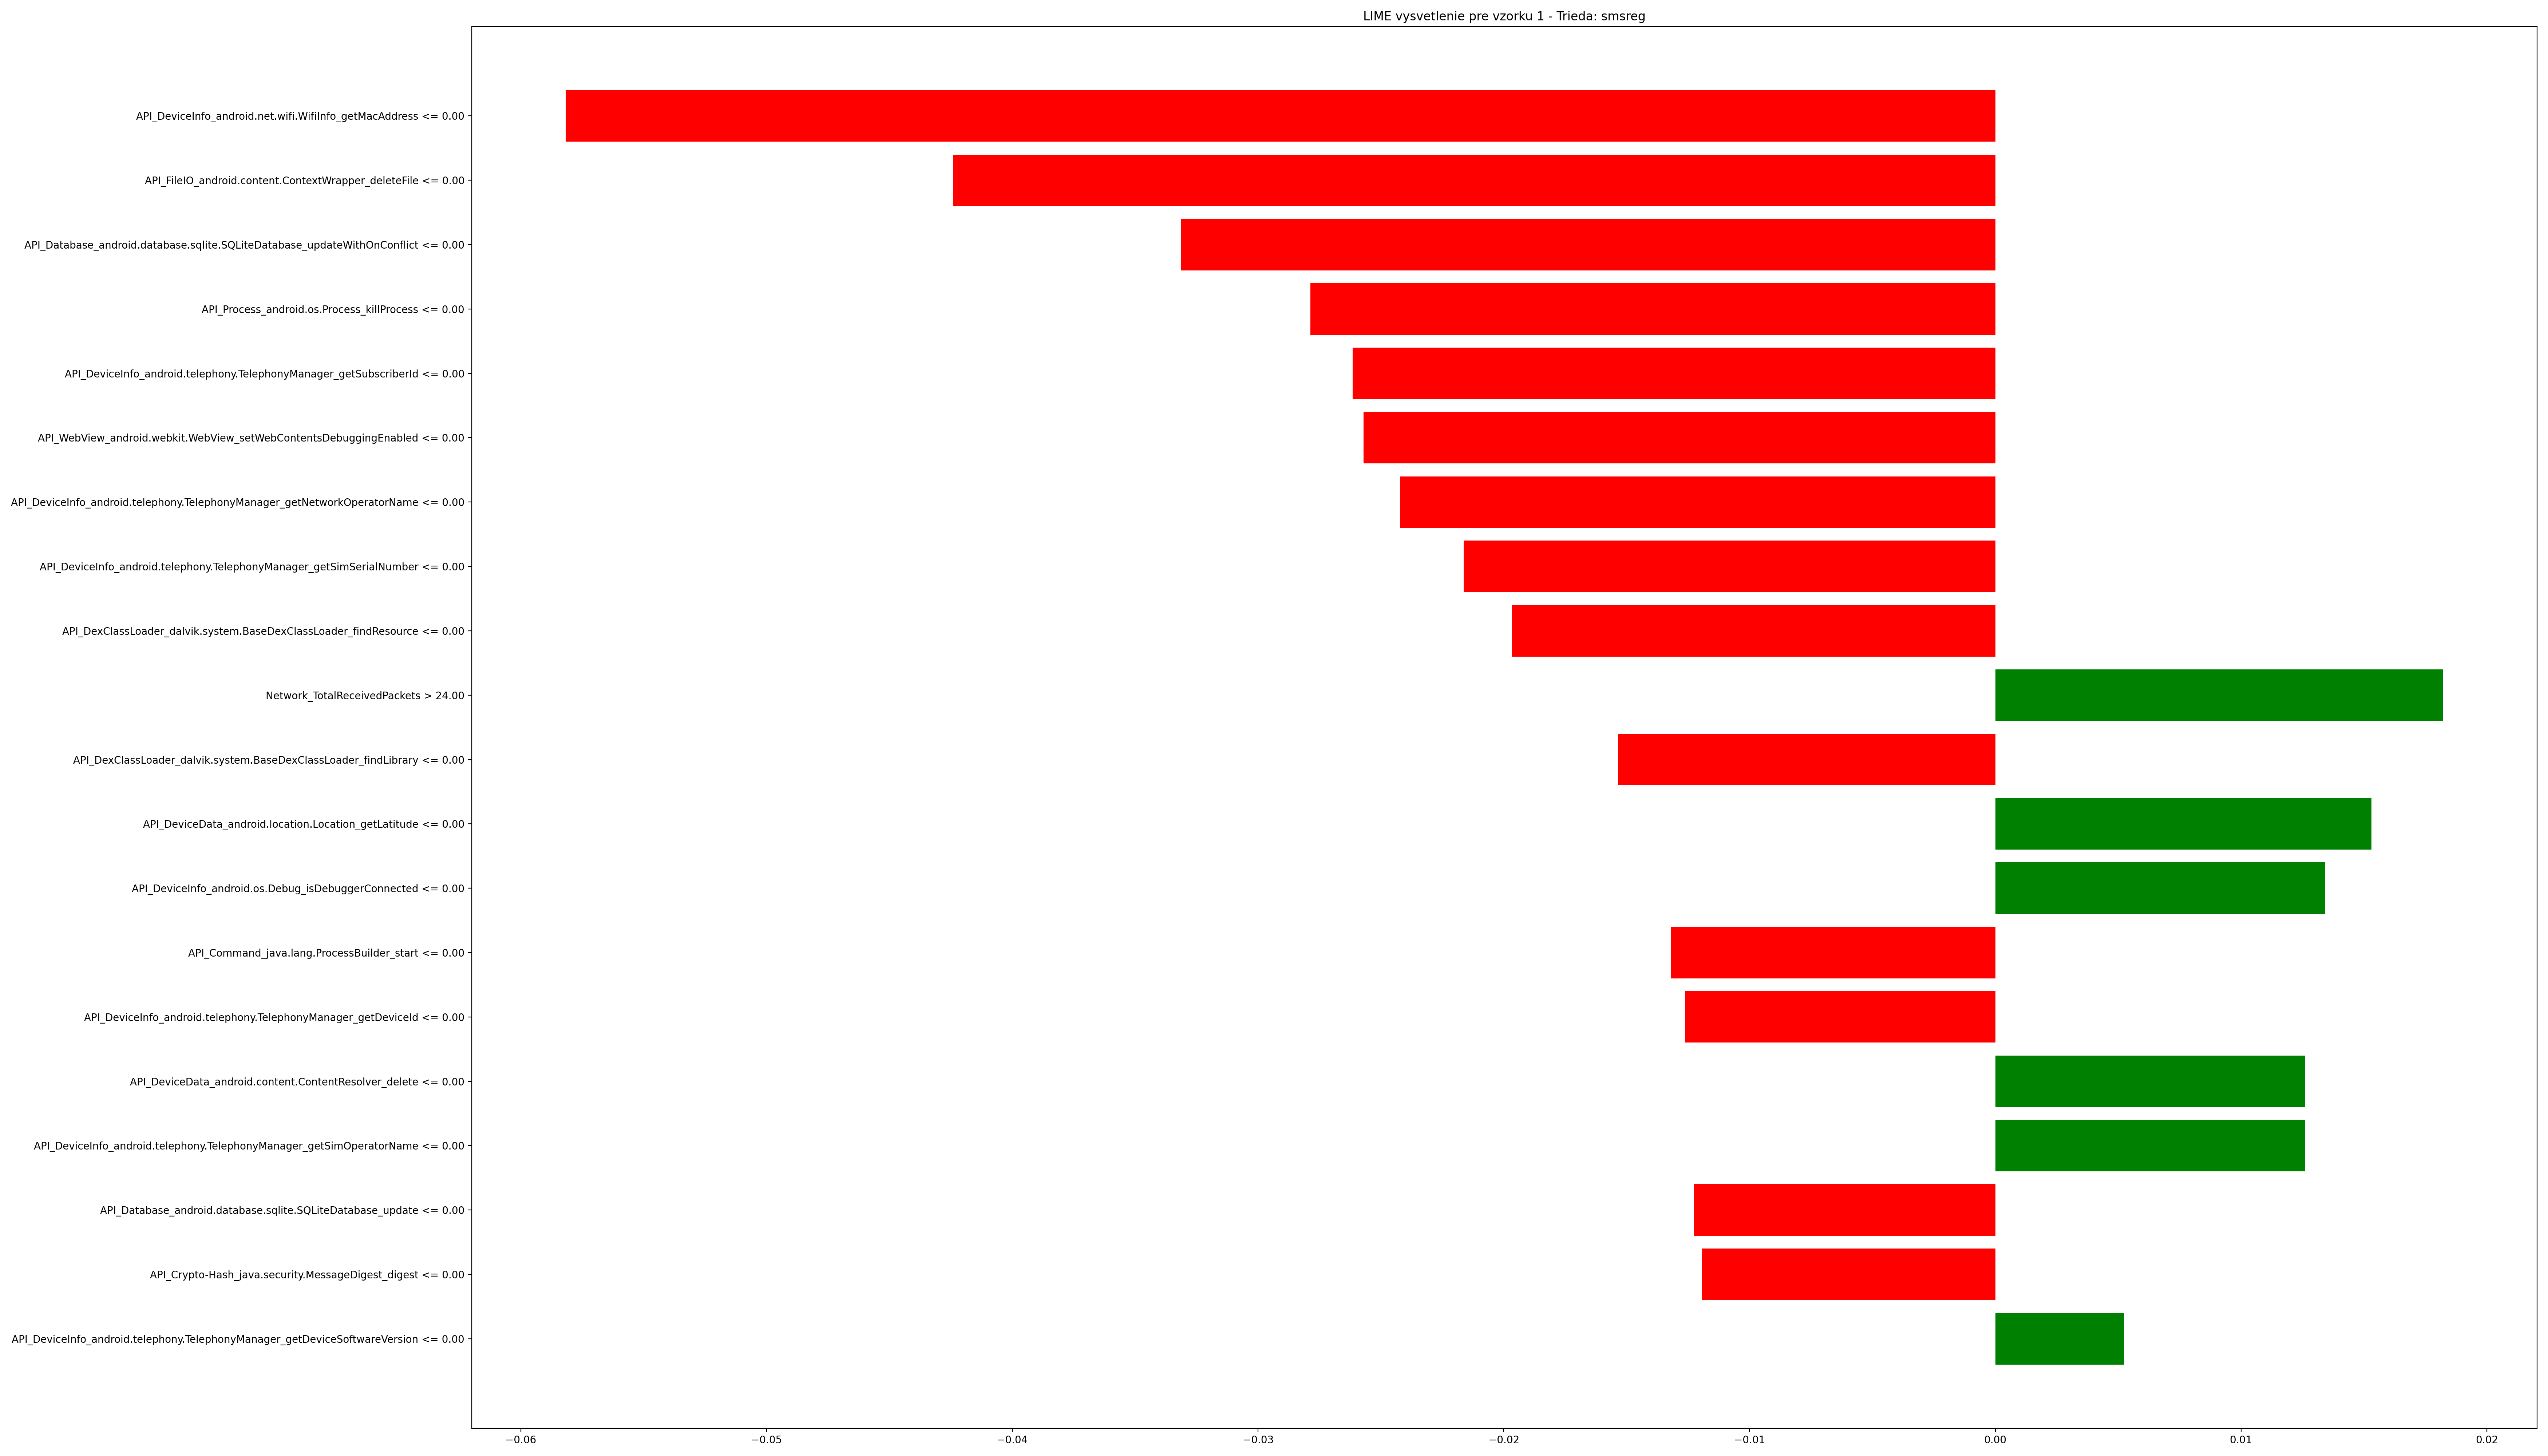 LIME vysvetlenie pre vzorku 1 - Trieda: smsreg
API_DeviceInfo_android.net.wifi.WifiInfo_getMacAddress <= 0.00
API_FileIO_android.content.ContextWrapper_deleteFile <= 0.00
API_Database_android.database.sqlite.SQLiteDatabase_updateWithOnConflict <= 0.00
API_Process_android.os.Process_killProcess <= 0.00
API_DeviceInfo_android.telephony.TelephonyManager_getSubscriberId <= 0.00
API_WebView_android.webkit.WebView_setWebContentsDebuggingEnabled <= 0.00
API_DeviceInfo_android.telephony.TelephonyManager_getNetworkOperatorName <= 0.00
API_DeviceInfo_android.telephony.TelephonyManager_getSimSerialNumber <= 0.00
API_DexClassLoader_dalvik.system.BaseDexClassLoader_findResource <= 0.00
Network_TotalReceivedPackets > 24.00
API_DexClassLoader_dalvik.system.BaseDexClassLoader_findLibrary <= 0.00
API_DeviceData_android.location.Location_getLatitude <= 0.00
API_DeviceInfo_android.os.Debug_isDebuggerConnected <= 0.00
API_Command_java.lang.ProcessBuilder_start <= 0.00
API_DeviceInfo_android.telephony.TelephonyManager_getDeviceId <= 0.00
API_DeviceData_android.content.ContentResolver_delete <= 0.00
API_DeviceInfo_android.telephony.TelephonyManager_getSimOperatorName <= 0.00
API_Database_android.database.sqlite.SQLiteDatabase_update <= 0.00
API_Crypto-Hash_java.security.MessageDigest_digest <= 0.00
API_DeviceInfo_android.telephony.TelephonyManager_getDeviceSoftwareVersion <= 0.00
−0.06 −0.05 −0.04 −0.03 −0.02 −0.01 0.00 0.01 0.02